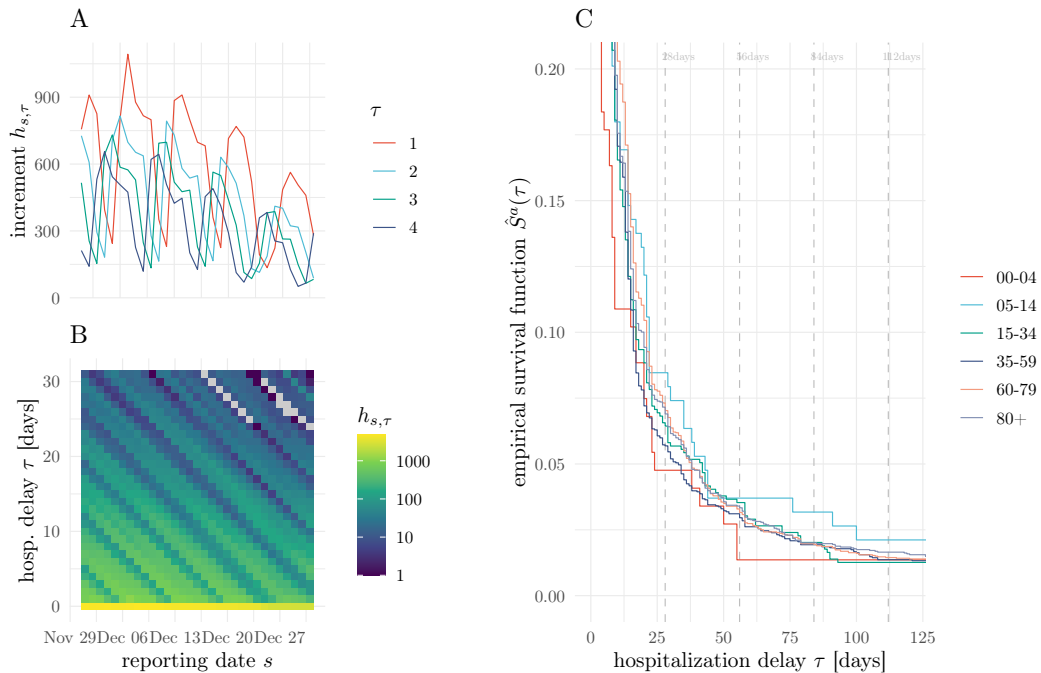 A
increment h_{s,τ}
900
600
300
0
τ
1
2
3
4
B
hosp. delay τ [days]
30
20
10
0
Nov 29 Dec 06 Dec 13 Dec 20 Dec 27
reporting date s
h_{s,τ}
1000
100
10
1
C
empirical survival function Ŝ^a(τ)
0.20
0.15
0.10
0.05
0.00
28days 56days 84days 112days
0 25 50 75 100 125
hospitalization delay τ [days]
00-04
05-14
15-34
35-59
60-79
80+